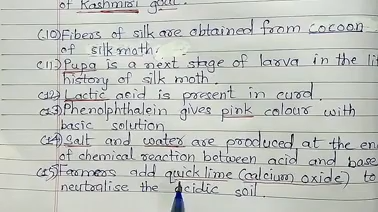 of Kashmiri goat.
(10) Fibers of silk are obtained from cocoon
of silk moth.
(11) Pupa is a next stage of larva in the li
history of silk moth.
(12) Lactic acid is present in curd.
(13) Phenolphthalein gives pink colour with
basic solution
(14) Salt and water are produced at the en
of chemical reaction between acid and base
(15) Farmers add quick lime (calcium oxide) to
neutralise the acidic soil.